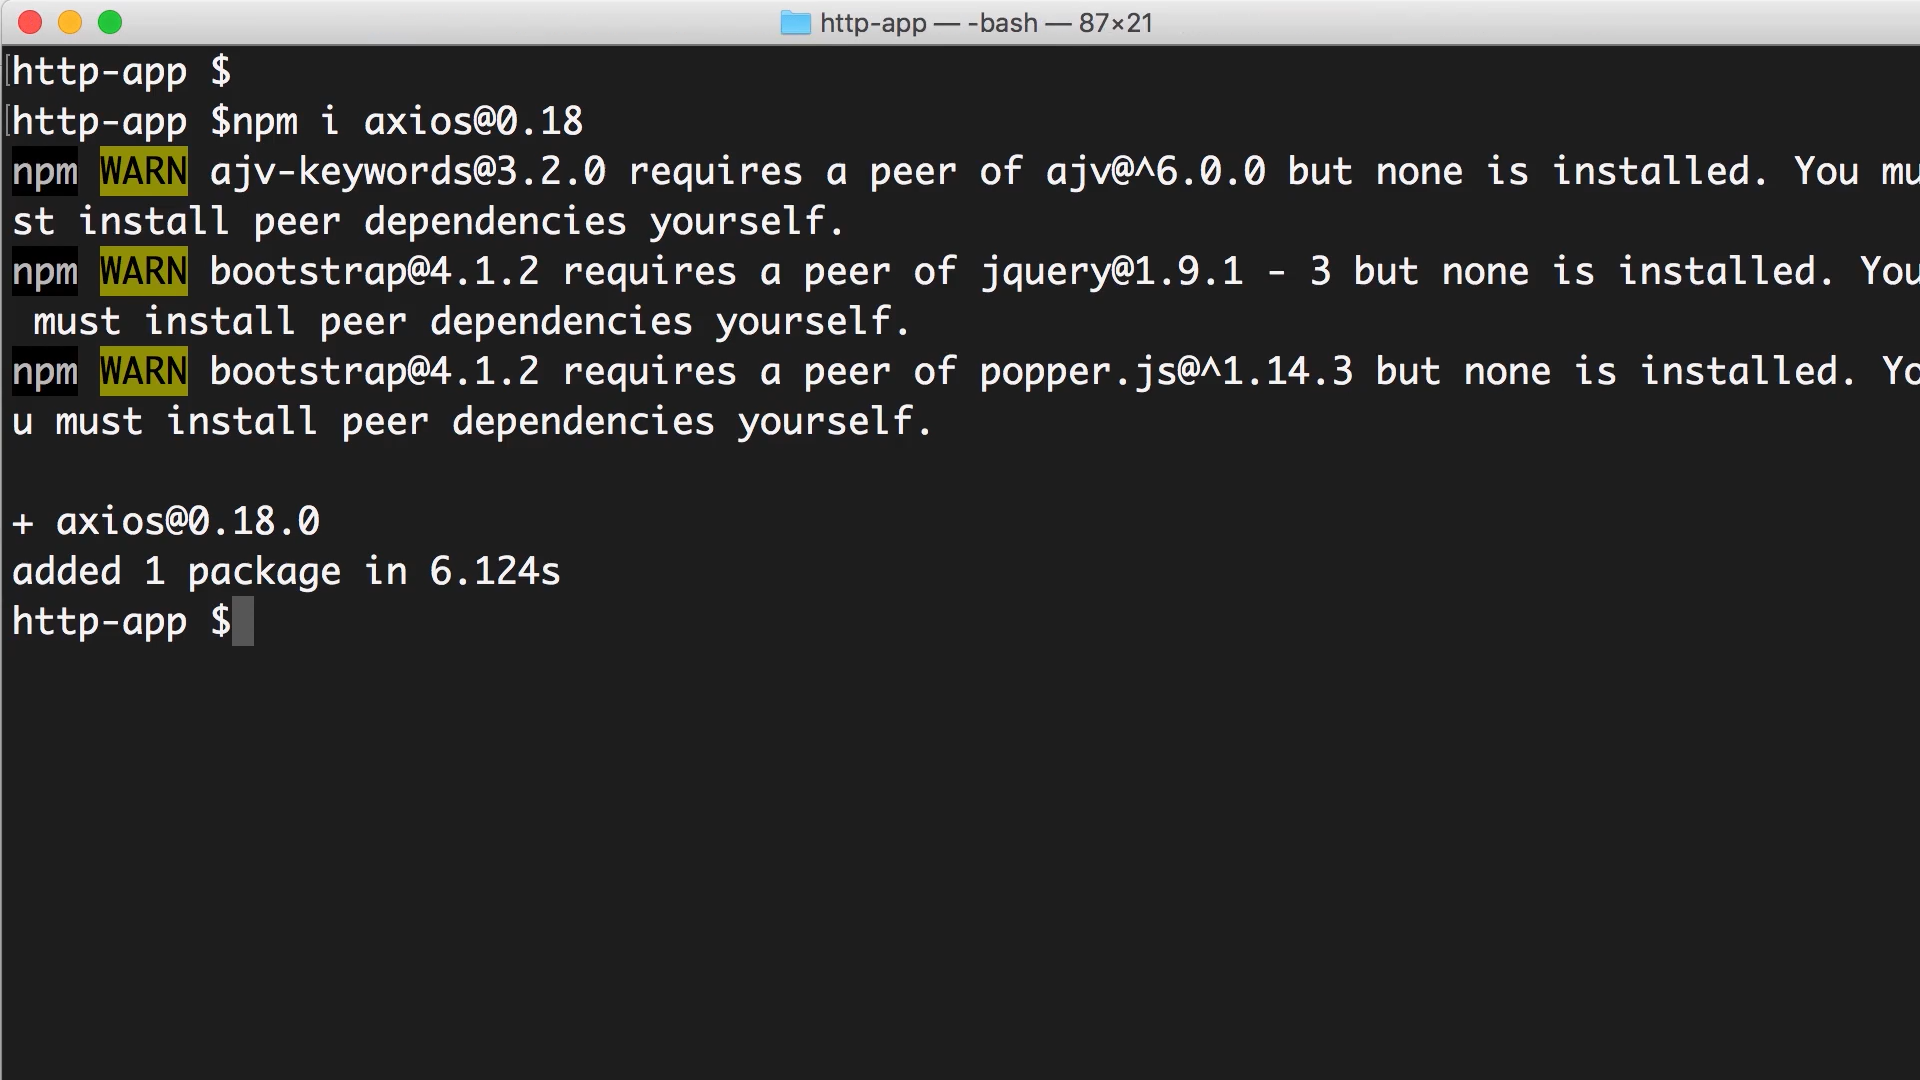 http-app — -bash — 87×21
http-app $
http-app $npm i axios@0.18
npm WARN ajv-keywords@3.2.0 requires a peer of ajv@^6.0.0 but none is installed. You mu
st install peer dependencies yourself.
npm WARN bootstrap@4.1.2 requires a peer of jquery@1.9.1 - 3 but none is installed. You
must install peer dependencies yourself.
npm WARN bootstrap@4.1.2 requires a peer of popper.js@^1.14.3 but none is installed. Yo
u must install peer dependencies yourself.
+ axios@0.18.0
added 1 package in 6.124s
http-app $